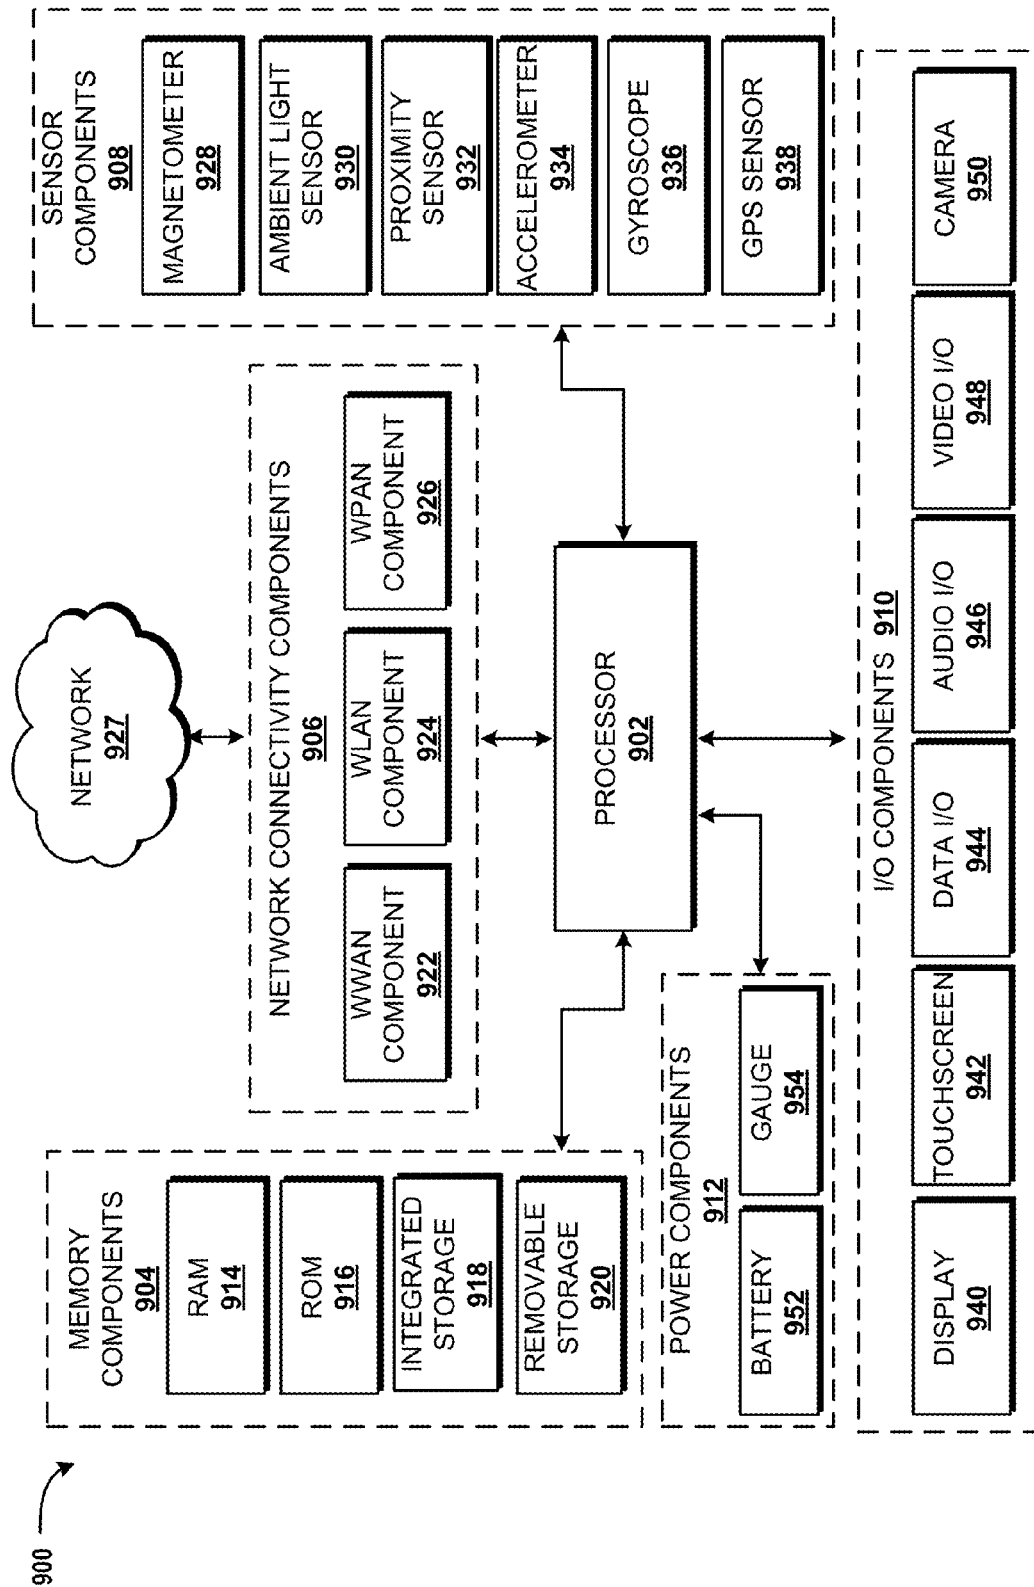 900
MEMORY
COMPONENTS
904
RAM
914
ROM
916
INTEGRATED
STORAGE
918
REMOVABLE
STORAGE
920
NETWORK
927
NETWORK CONNECTIVITY COMPONENTS
906
WWAN
COMPONENT
922
WLAN
COMPONENT
924
WPAN
COMPONENT
926
SENSOR
COMPONENTS
908
MAGNETOMETER
928
AMBIENT LIGHT
SENSOR
930
PROXIMITY
SENSOR
932
ACCELEROMETER
934
GYROSCOPE
936
GPS SENSOR
938
PROCESSOR
902
POWER COMPONENTS
912
BATTERY
952
GAUGE
954
I/O COMPONENTS 910
DISPLAY
940
TOUCHSCREEN
942
DATA I/O
944
AUDIO I/O
946
VIDEO I/O
948
CAMERA
950